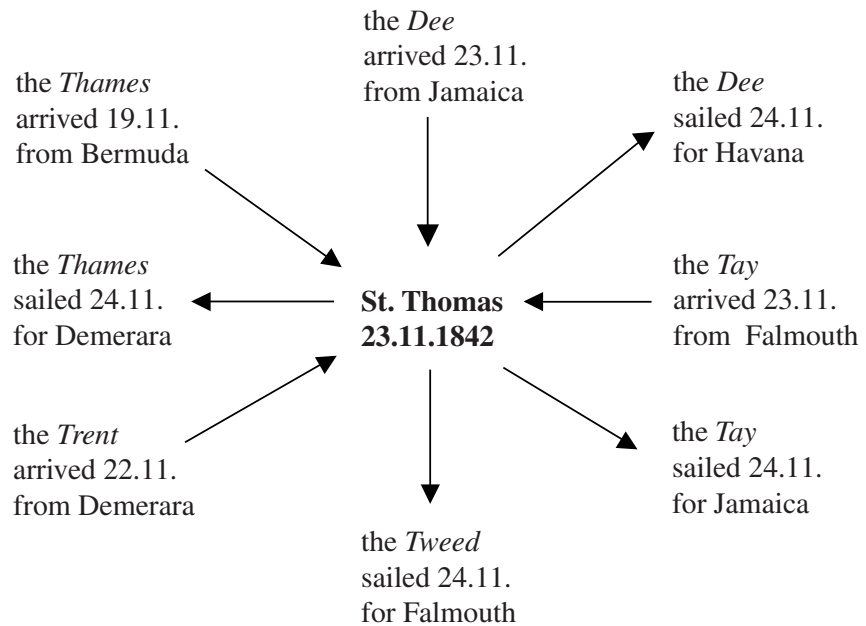 the Dee
arrived 23.11.
from Jamaica
the Thames
arrived 19.11.
from Bermuda
the Dee
sailed 24.11.
for Havana
the Thames
sailed 24.11.
for Demerara
St. Thomas
23.11.1842
the Tay
arrived 23.11.
from Falmouth
the Trent
arrived 22.11.
from Demerara
the Tay
sailed 24.11.
for Jamaica
the Tweed
sailed 24.11.
for Falmouth